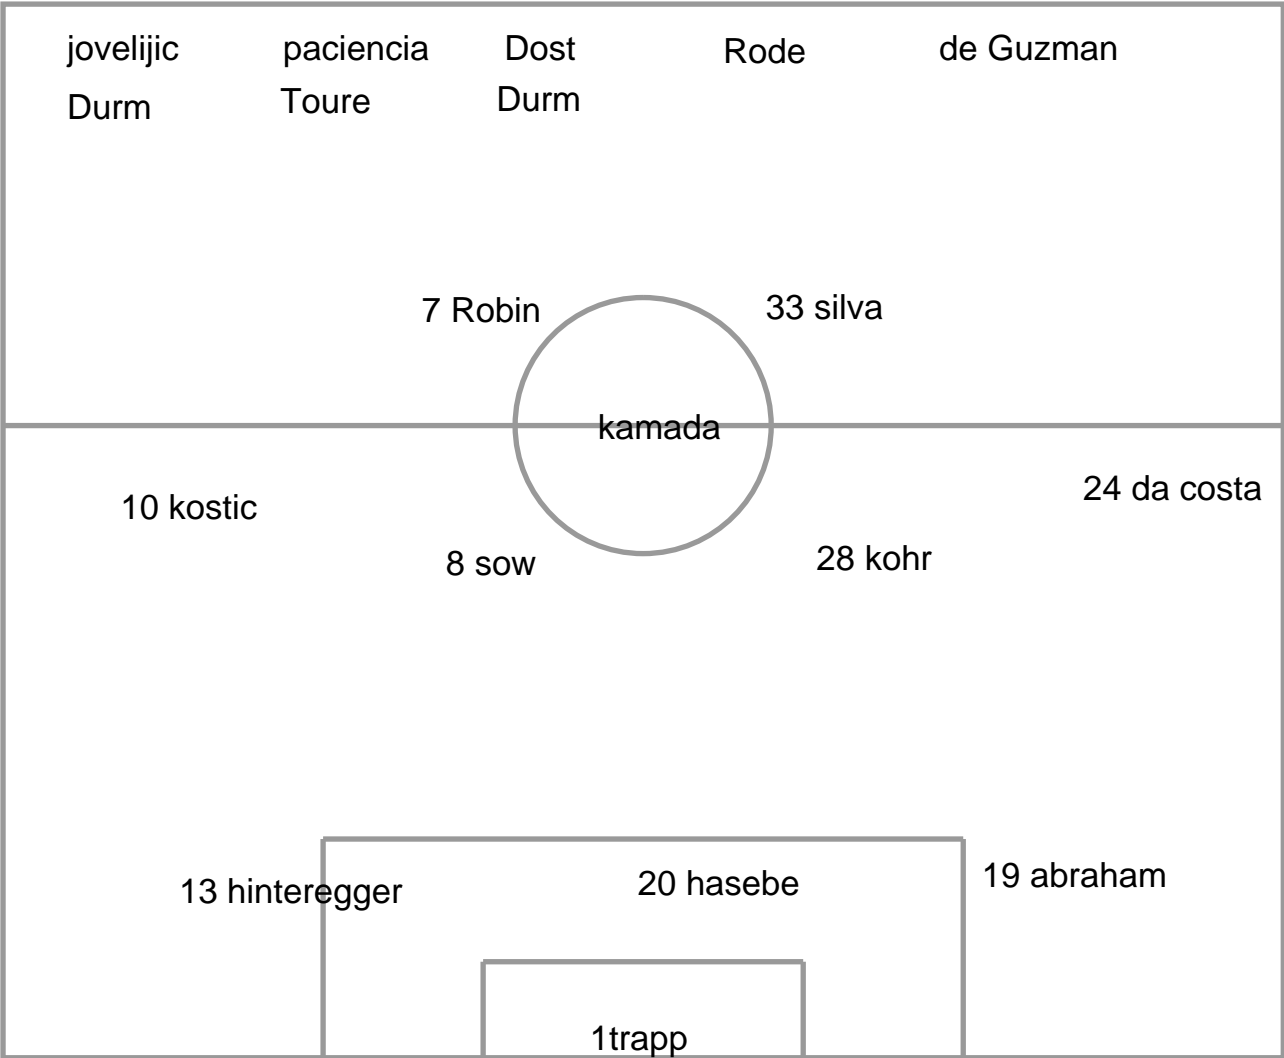 jovelijic paciencia Dost Rode de Guzman
Durm Toure Durm
7 Robin 33 silva
kamada
10 kostic 24 da costa
8 sow 28 kohr
13 hinteregger 20 hasebe 19 abraham
1trapp